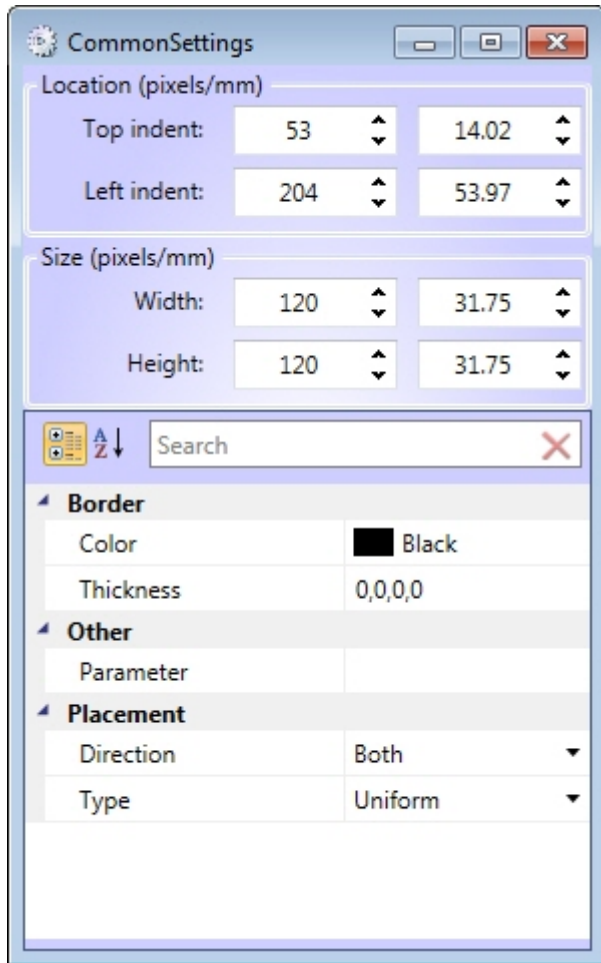 CommonSettings
Location (pixels/mm)
Top indent: 53 14.02
Left indent: 204 53.97
Size (pixels/mm)
Width: 120 31.75
Height: 120 31.75
A Z Search
Border
Color Black
Thickness 0,0,0,0
Other
Parameter
Placement
Direction Both
Type Uniform